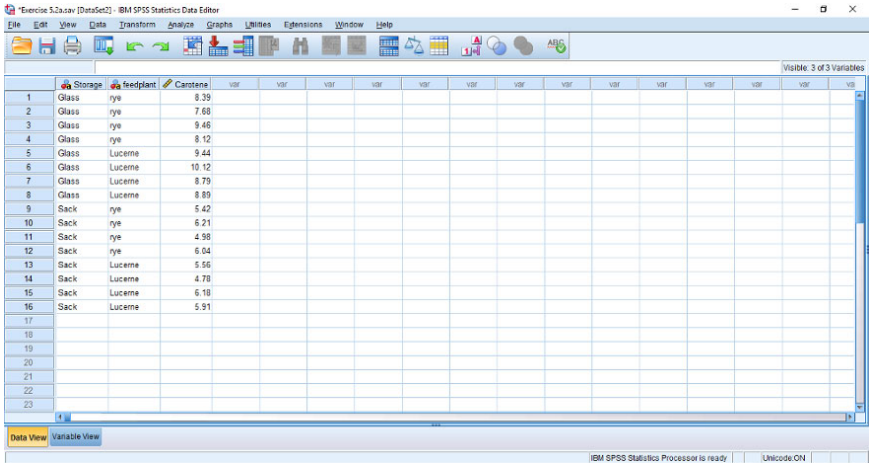 *Exercise 5.2a.sav [DataSet2] - IBM SPSS Statistics Data Editor
File Edit View Data Transform Analyze Graphs Utilities Extensions Window Help
Visible: 3 of 3 Variables
Storage feedplant Carotene var var var var var var var var var var var var var va
1 Glass rye 8.39
2 Glass rye 7.68
3 Glass rye 9.46
4 Glass rye 8.12
5 Glass Lucerne 9.44
6 Glass Lucerne 10.12
7 Glass Lucerne 8.79
8 Glass Lucerne 8.89
9 Sack rye 5.42
10 Sack rye 6.21
11 Sack rye 4.98
12 Sack rye 6.04
13 Sack Lucerne 5.56
14 Sack Lucerne 4.78
15 Sack Lucerne 6.18
16 Sack Lucerne 5.91
17
18
19
20
21
22
23
Data View Variable View
IBM SPSS Statistics Processor is ready Unicode:ON